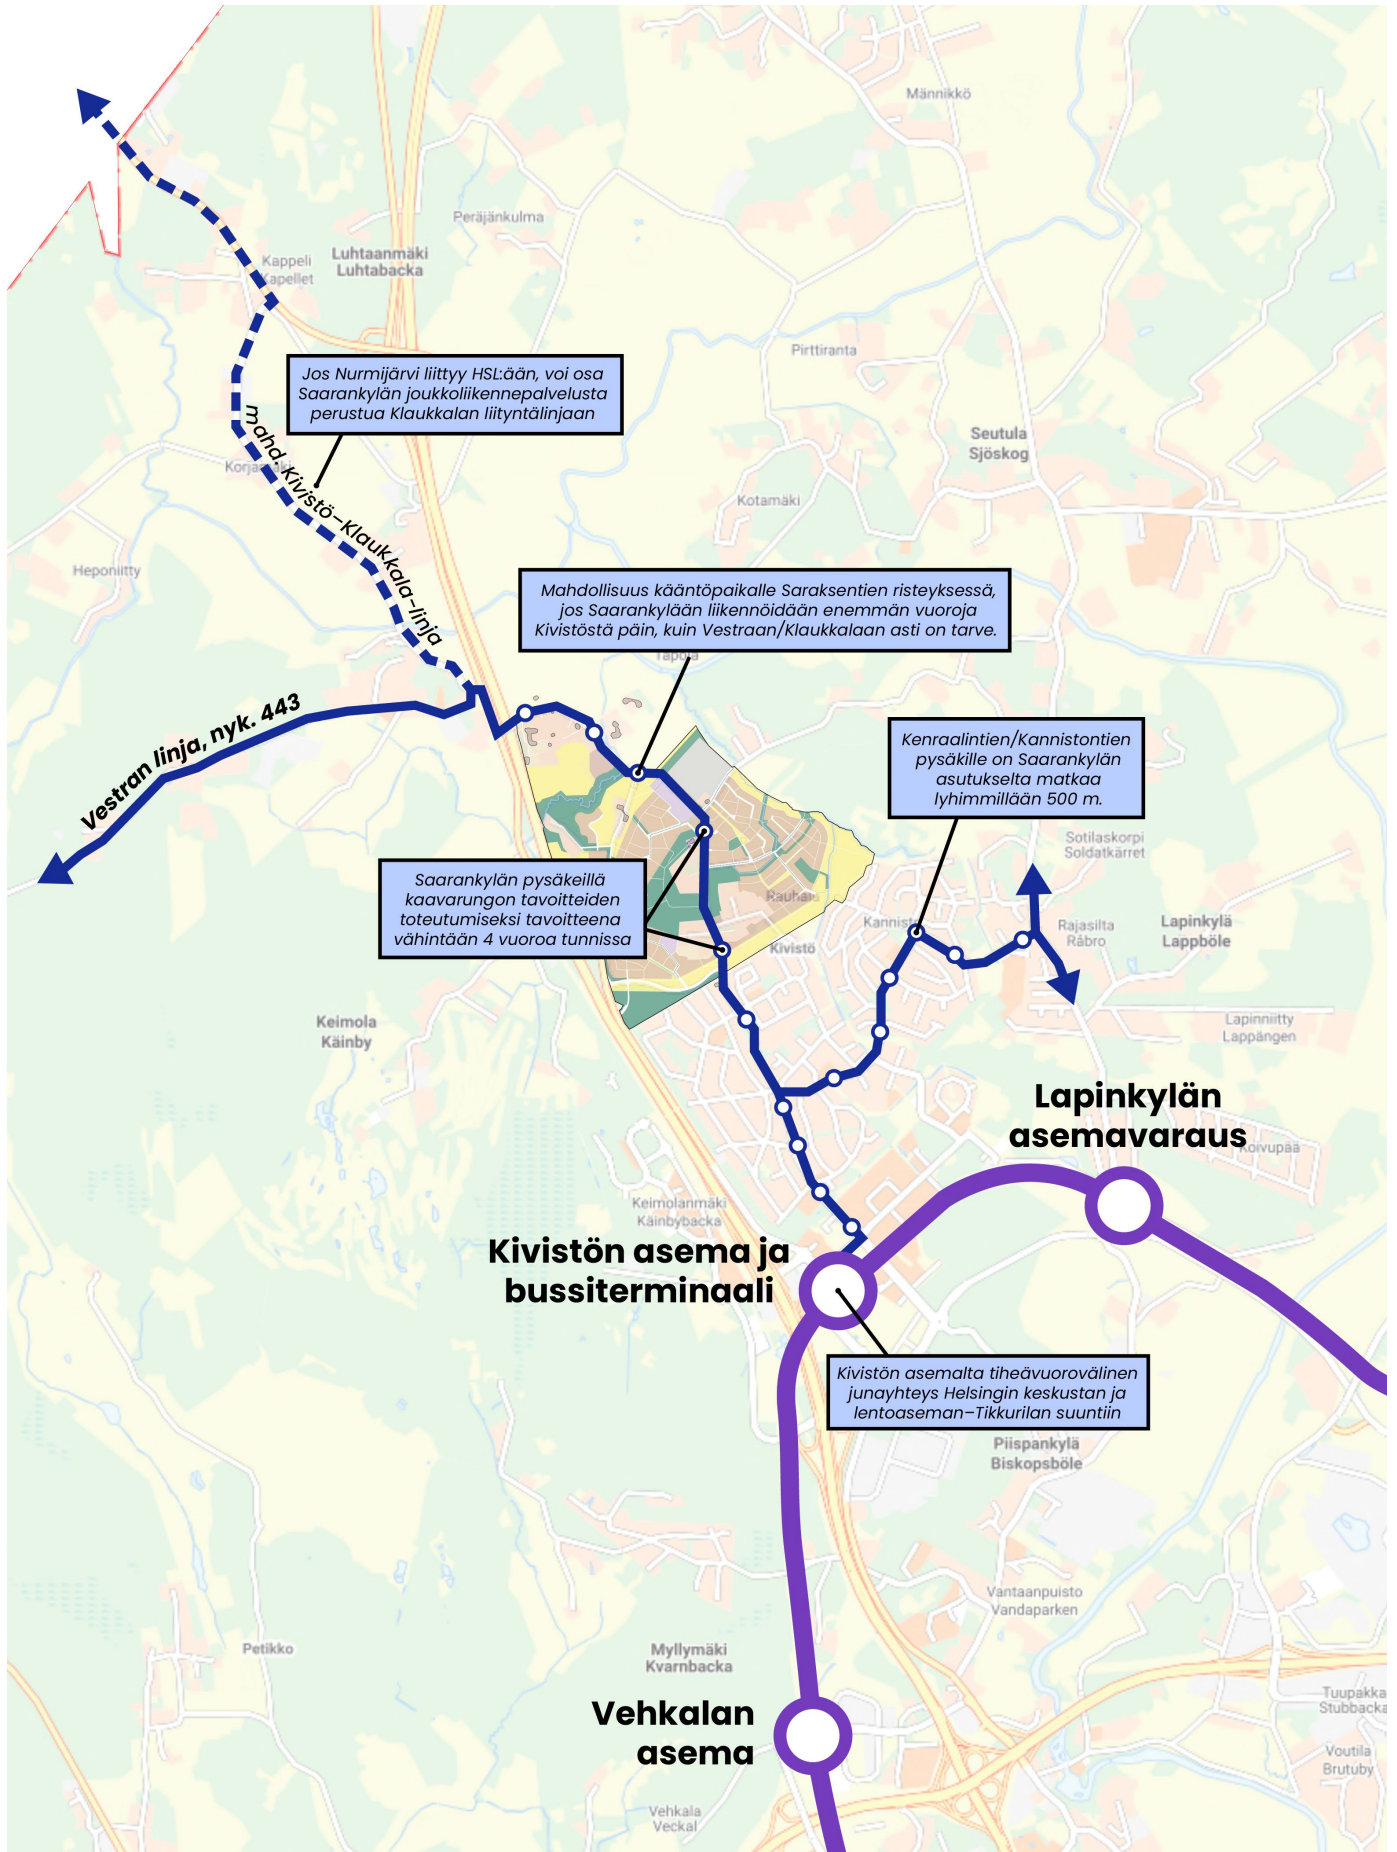 Männikkö
Peräjänkulma
Kappeli
Kapellet
Luhtaanmäki
Luhtabacka
Pirttiranta
Jos Nurmijärvi liittyy HSL:ään, voi osa
Saarankylän joukkoliikennepalvelusta
perustua Klaukkalan liityntälinjaan
mahd. Kivistö–Klaukkala-linja
Korjamäki
Seutula
Sjöskog
Kotamäki
Heponiitty
Mahdollisuus kääntöpaikalle Saraksentien risteyksessä,
jos Saarankylään liikennöidään enemmän vuoroja
Kivistöstä päin, kuin Vestraan/Klaukkalaan asti on tarve.
Tapola
Vestran linja, nyk. 443
Kenraalintien/Kannistontien
pysäkille on Saarankylän
asutukselta matkaa
lyhimmillään 500 m.
Sotilaskorpi
Soldatkärret
Saarankylän pysäkeillä
kaavarungon tavoitteiden
toteutumiseksi tavoitteena
vähintään 4 vuoroa tunnissa
Rauhala
Kannisto
Kivistö
Rajasilta
Råbro
Lapinkylä
Lappböle
Keimola
Käinby
Lapinniitty
Lappängen
Lapinkylän
asemavaraus
Koivupää
Keimolanmäki
Käinbybacka
Kivistön asema ja
bussiterminaali
Kivistön asemalta tiheävuorovälinen
junayhteys Helsingin keskustan ja
lentoaseman–Tikkurilan suuntiin
Piispankylä
Biskopsböle
Vantaanpuisto
Vandaparken
Petikko
Myllymäki
Kvarnbacka
Vehkalan
asema
Tuupakka
Stubbacka
Voutila
Brutuby
Vehkala
Veckal